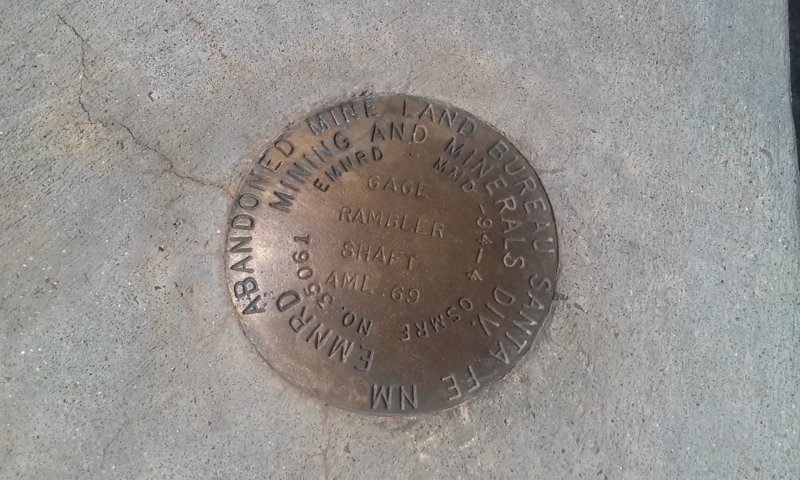 ABANDONED MINE LAND BUREAU SANTA FE NM
MINING AND MINERALS DIV. EMNRD
EMNRD MMD-94-4
GAGE
RAMBLER
SHAFT
AML 69
OSMRE NO. 35091